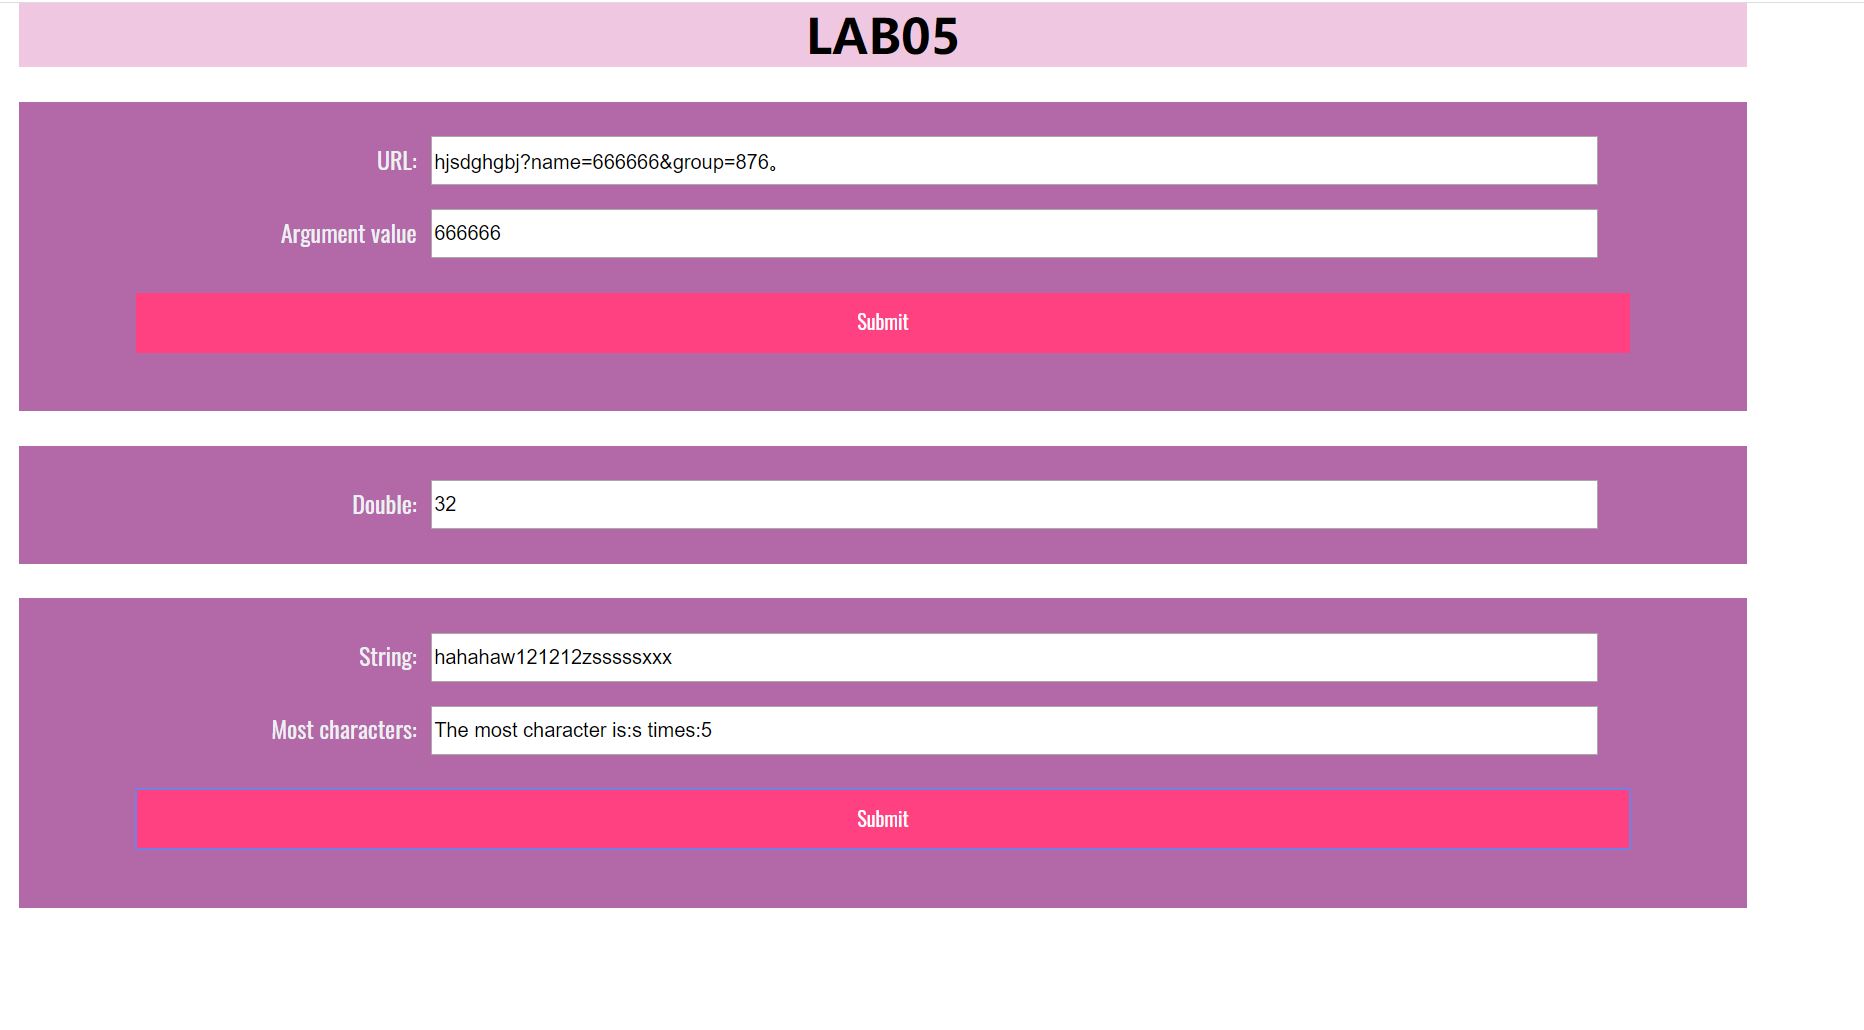 LAB05
URL: hjsdghgbj?name=666666&group=876。
Argument value 666666
Submit
Double: 32
String: hahahaw121212zsssssxxx
Most characters: The most character is:s times:5
Submit